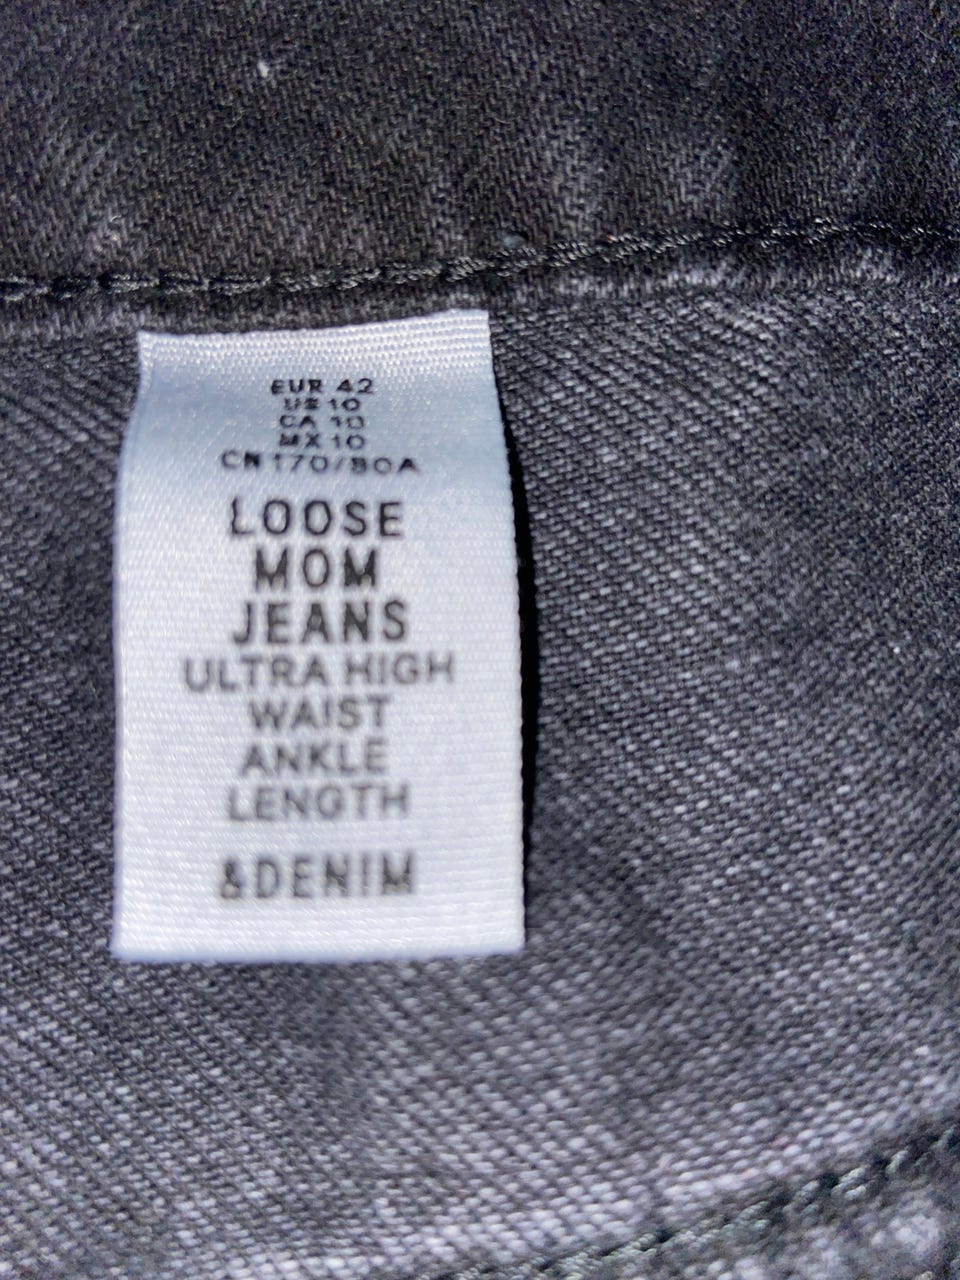 EUR 42
US 10
CA 10
MX 10
CN 170/80A
LOOSE
MOM
JEANS
ULTRA HIGH
WAIST
ANKLE
LENGTH
&DENIM